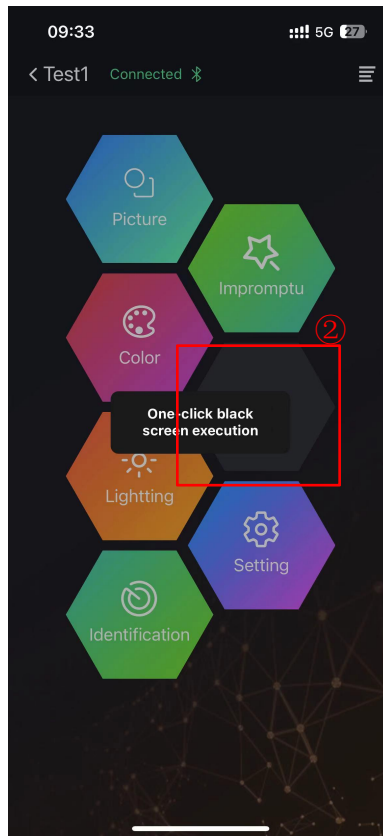 09:33 5G 27
< Test1 Connected
Picture
Impromptu
②
Color
One-click black
screen execution
Lightting
Setting
Identification